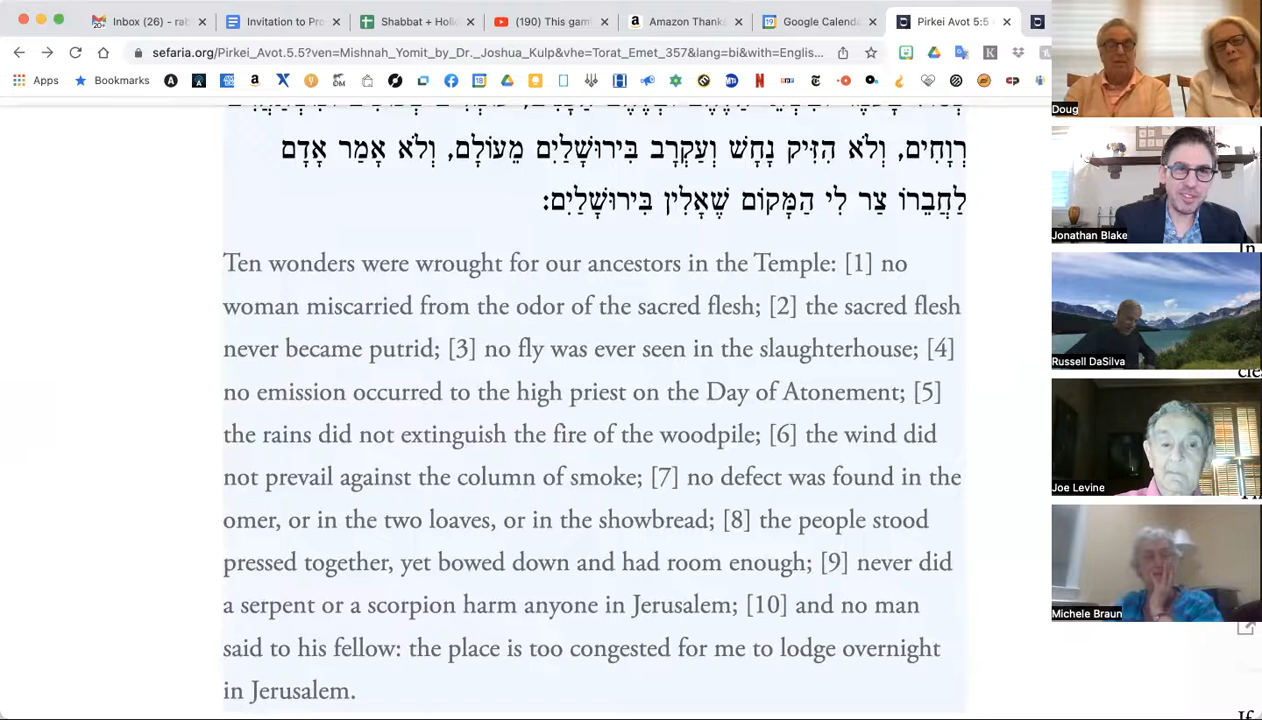 Inbox (26) – ra
Invitation to Pro
Shabbat + Holi
(190) This gam
Amazon Thanks
Google Calenda
Pirkei Avot 5:5
sefaria.org/Pirkei_Avot.5.5?ven=Mishnah_Yomit_by_Dr._Joshua_Kulp&vhe=Torat_Emet_357&lang=bi&with=Englis...
Apps
Bookmarks
רְוָחִים, וְלֹא הִזִּיק נָחָשׁ וְעַקְרָב בִּירוּשָׁלַיִם מֵעוֹלָם, וְלֹא אָמַר אָדָם
לַחֲבֵרוֹ צַר לִי הַמָּקוֹם שֶׁאָלִין בִּירוּשָׁלַיִם:
Ten wonders were wrought for our ancestors in the Temple: [1] no
woman miscarried from the odor of the sacred flesh; [2] the sacred flesh
never became putrid; [3] no fly was ever seen in the slaughterhouse; [4]
no emission occurred to the high priest on the Day of Atonement; [5]
the rains did not extinguish the fire of the woodpile; [6] the wind did
not prevail against the column of smoke; [7] no defect was found in the
omer, or in the two loaves, or in the showbread; [8] the people stood
pressed together, yet bowed down and had room enough; [9] never did
a serpent or a scorpion harm anyone in Jerusalem; [10] and no man
said to his fellow: the place is too congested for me to lodge overnight
in Jerusalem.
Doug
Jonathan Blake
Russell DaSilva
Joe Levine
Michele Braun